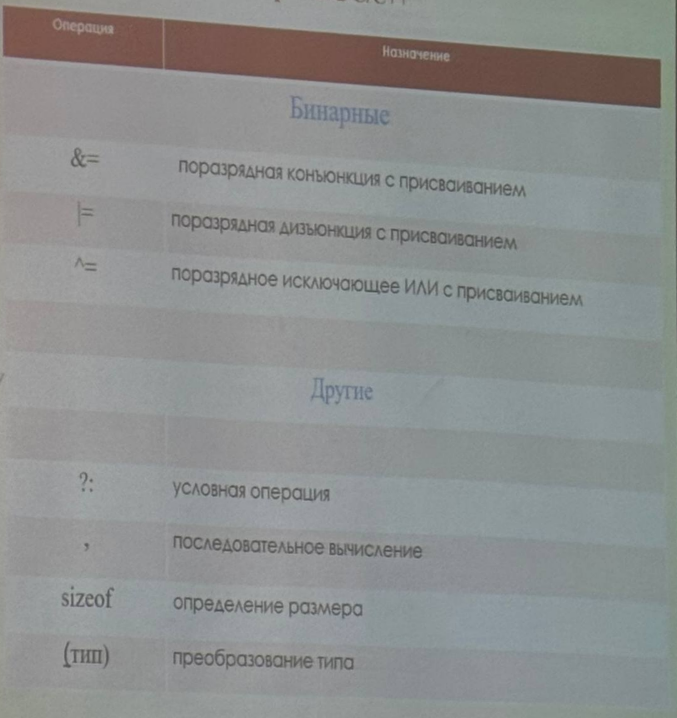 Операция Назначение
Бинарные
&= поразрядная конъюнкция с присваиванием
|= поразрядная дизъюнкция с присваиванием
^= поразрядное исключающее ИЛИ с присваиванием
Другие
?: условная операция
, последовательное вычисление
sizeof определение размера
(тип) преобразование типа